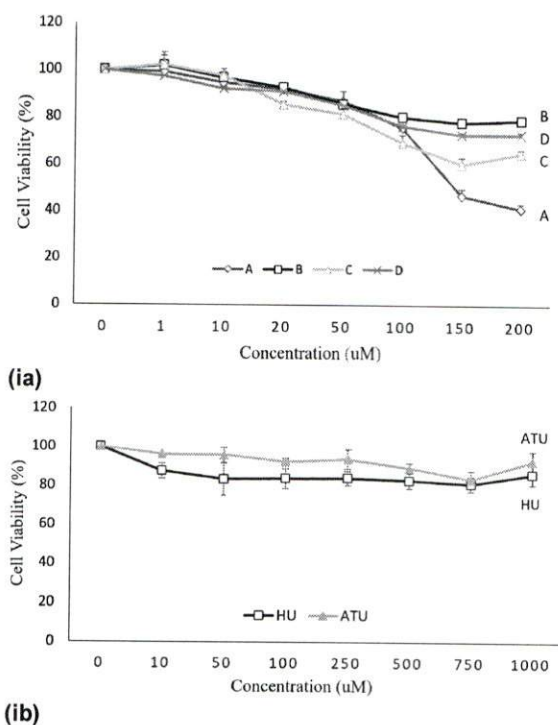 120
100
80
60
40
20
0
Cell Viability (%)
B
D
C
A
A B C D
0 1 10 20 50 100 150 200
Concentration (uM)
(ia)
120
100
80
60
40
20
0
Cell Viability (%)
ATU
HU
HU ATU
0 10 50 100 250 500 750 1000
Concentration (uM)
(ib)